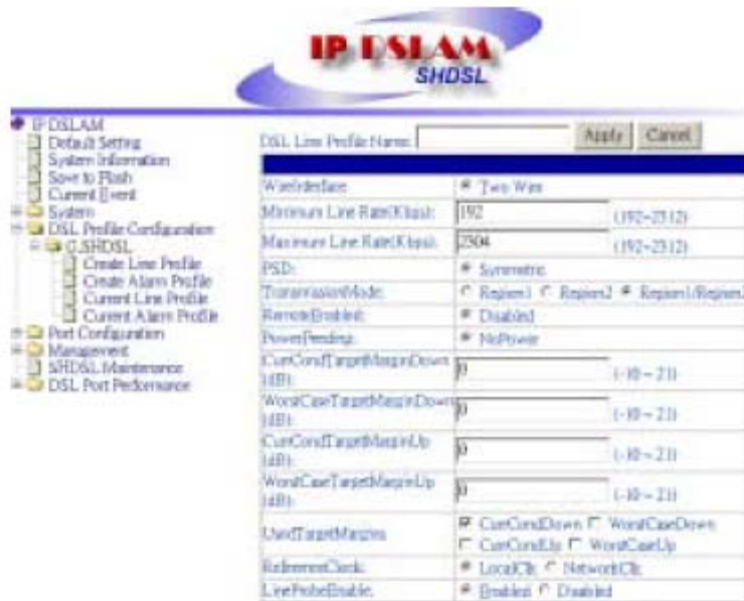 IP DSLAM
SHDSL
IP DSLAM
Default Setting
System Information
Save to Flash
Current Event
System
DSL Profile Configuration
G.SHDSL
Create Line Profile
Create Alarm Profile
Current Line Profile
Current Alarm Profile
Port Configuration
Management
SHDSL Maintenance
DSL Port Performance
DSL Line Profile Name: Apply Cancel
WireInterface: Two Wire
Minimum Line Rate(Kbps): 192 (192~2312)
Maximum Line Rate(Kbps): 2304 (192~2312)
PSD: Symmetric
TransmissionMode: Region1 Region2 Region1/Region2
RemoteEnabled: Disabled
PowerFeeding: NoPower
CurrCondTargetMarginDown
(dB): 0 (-10 ~ 21)
WorstCaseTargetMarginDown
(dB): 0 (-10 ~ 21)
CurrCondTargetMarginUp
(dB): 0 (-10 ~ 21)
WorstCaseTargetMarginUp
(dB): 0 (-10 ~ 21)
UsedTargetMargins CurrCondDown WorstCaseDown
CurrCondUp WorstCaseUp
ReferenceClock: LocalClk NetworkClk
LineProbeEnable: Enabled Disabled